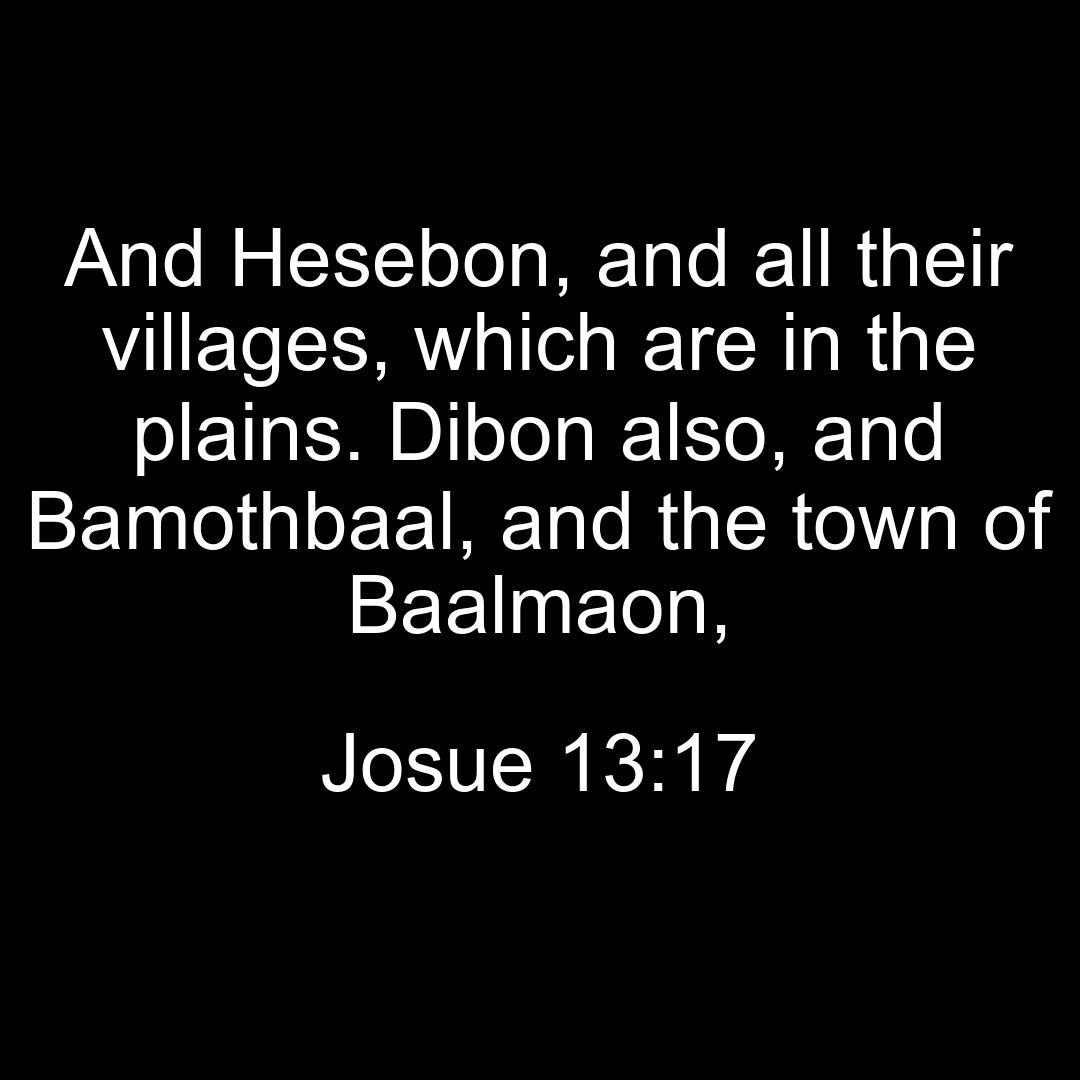 And Hesebon, and all their
villages, which are in the
plains. Dibon also, and
Bamothbaal, and the town of
Baalmaon,
Josue 13:17